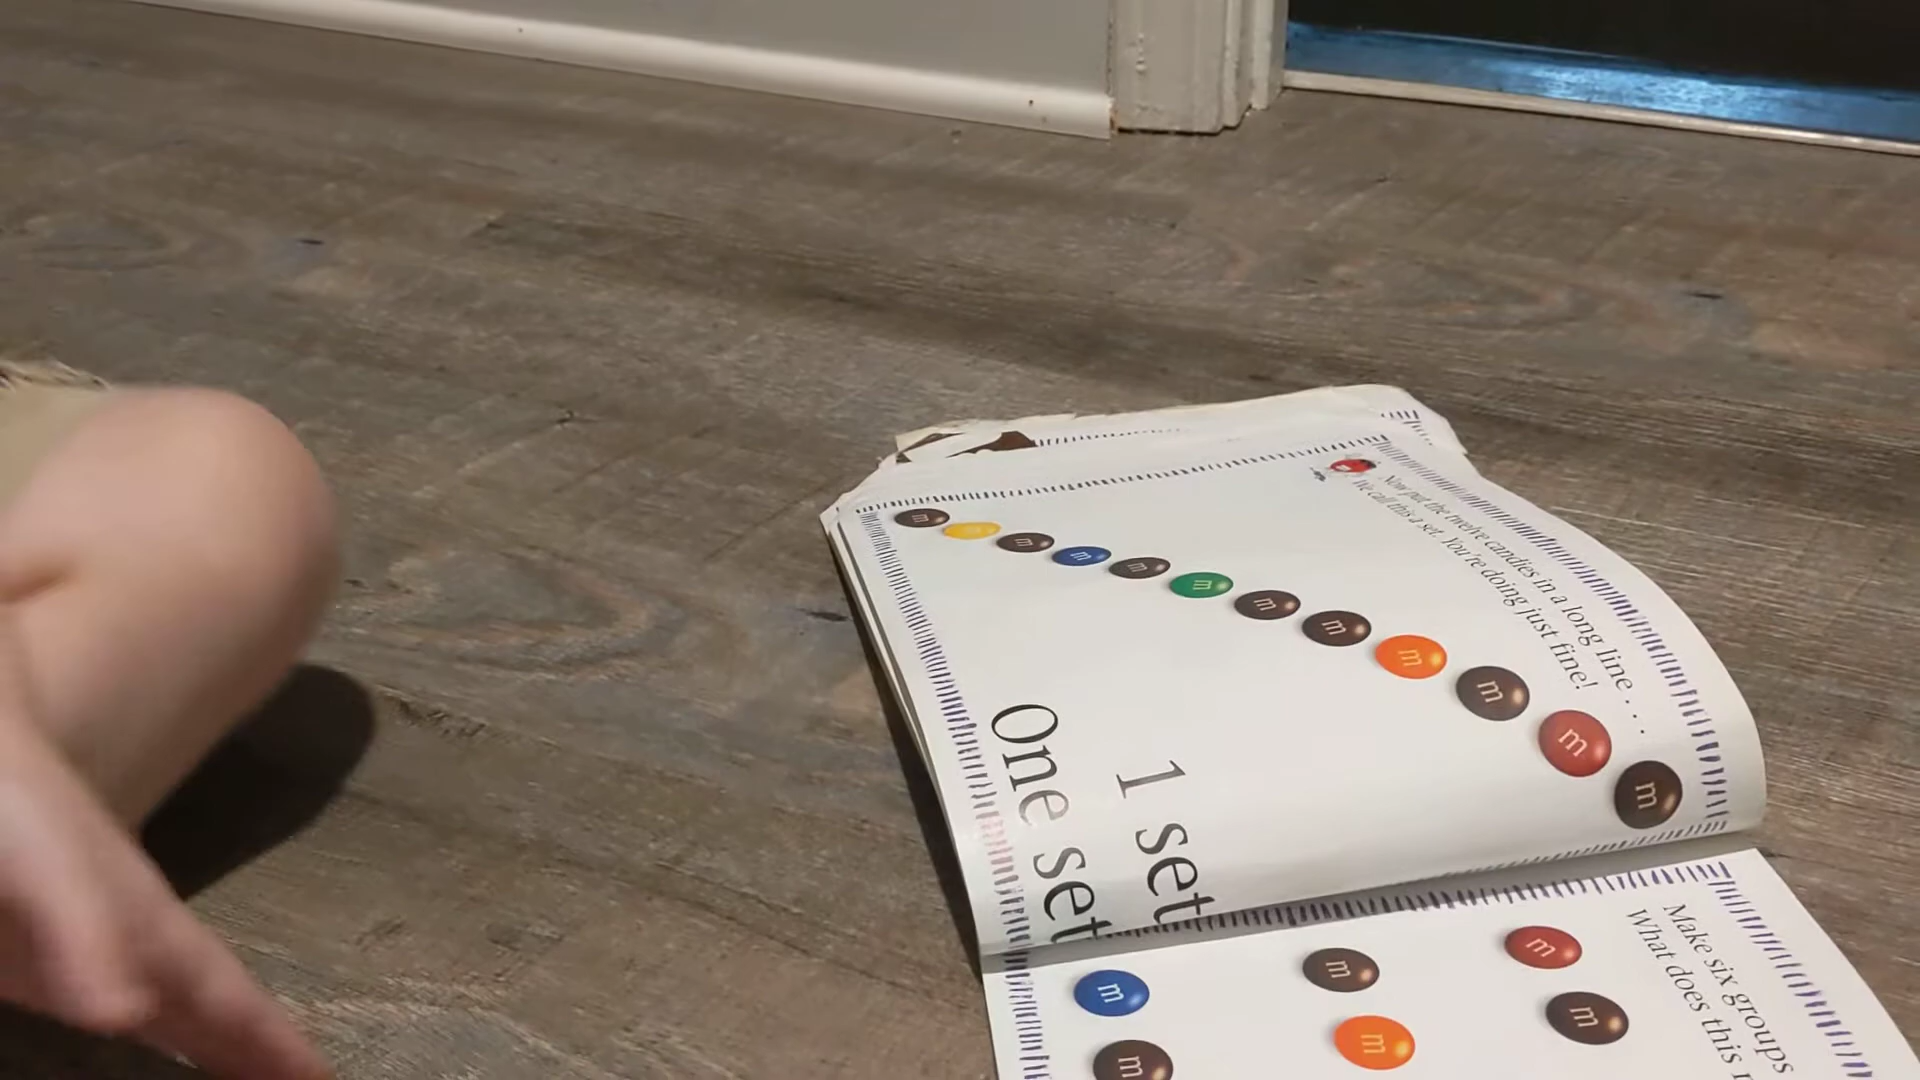 Now put the twelve candies in a long line . . .
We call this a set. You're doing just fine!
1 set
One set
Make six groups
What does this